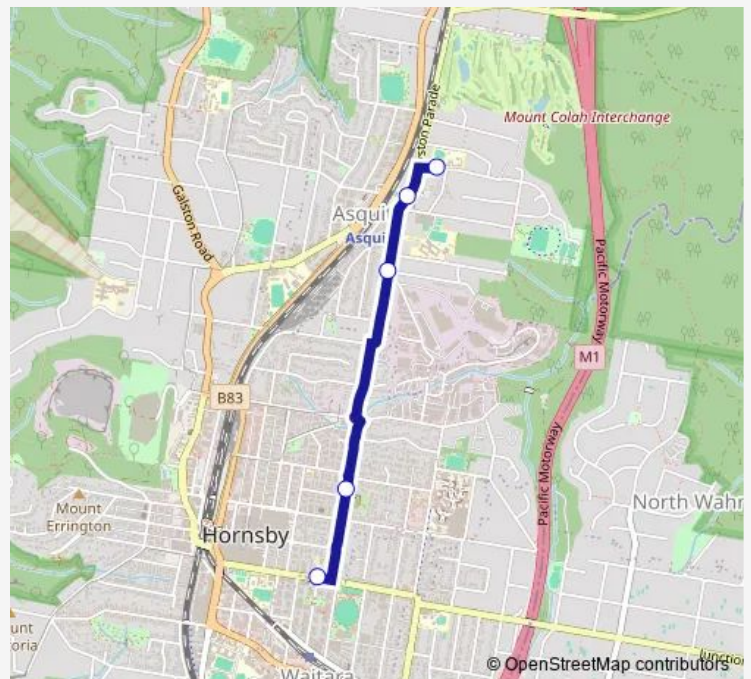 ston Parade
Mount Colah Interchange
Galston Road
Asqui
Asqui
Pacific Motorway
M1
B83
Pacific Motorway
Mount
Errington
North Wahr
Hornsby
unt
oria
Junctio
Waitara
© OpenStreetMap contributors